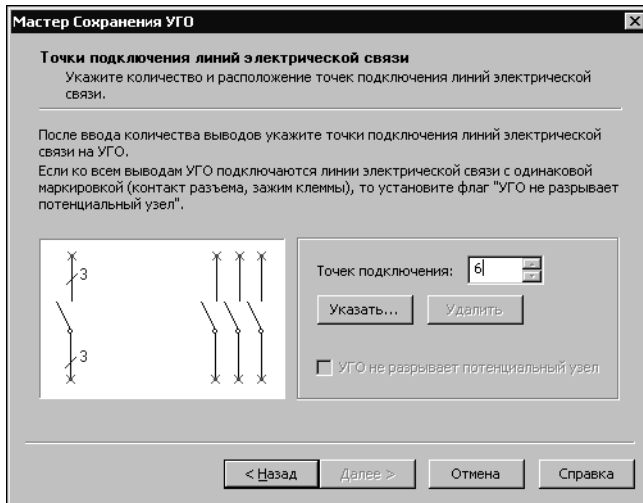 Мастер Сохранения УГО
Точки подключения линий электрической связи
Укажите количество и расположение точек подключения линий электрической
связи.
После ввода количества выводов укажите точки подключения линий электрической
связи на УГО.
Если ко всем выводам УГО подключаются линии электрической связи с одинаковой
маркировкой (контакт разъема, зажим клеммы), то установите флаг "УГО не разрывает
потенциальный узел".
3
3
Точек подключения: 6
Указать... Удалить
УГО не разрывает потенциальный узел
< Назад Далее > Отмена Справка